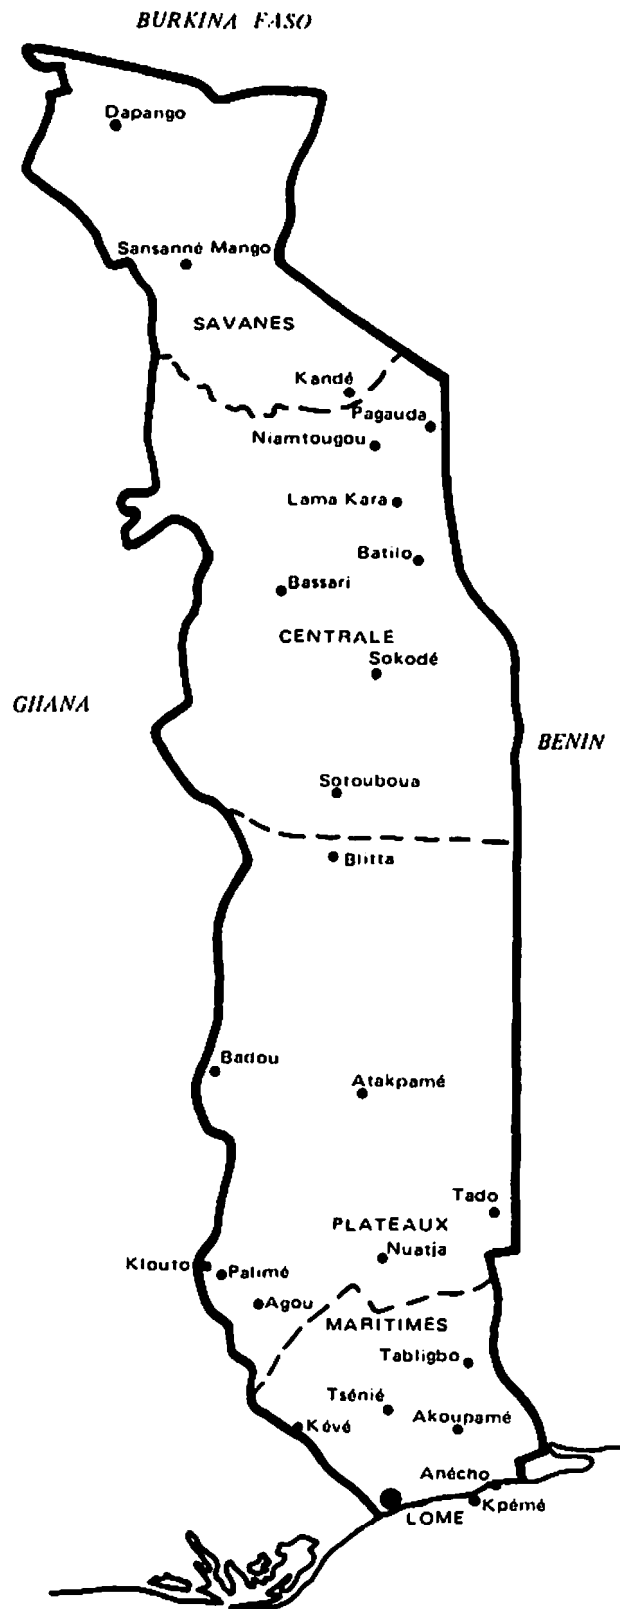 BURKINA FASO
Dapango
Sansanné Mango
SAVANES
Kandé
Pagauda
Niamtougou
Lama Kara
Batilo
Bassari
CENTRALE
Sokodé
GHANA
BENIN
Sotouboua
Blitta
Badou
Atakpamé
Tado
PLATEAUX
Nuatja
Klouto
Palimé
Agou
MARITIMES
Tabligbo
Tsénié
Akoupamé
Kévé
Anécho
Kpémé
LOME